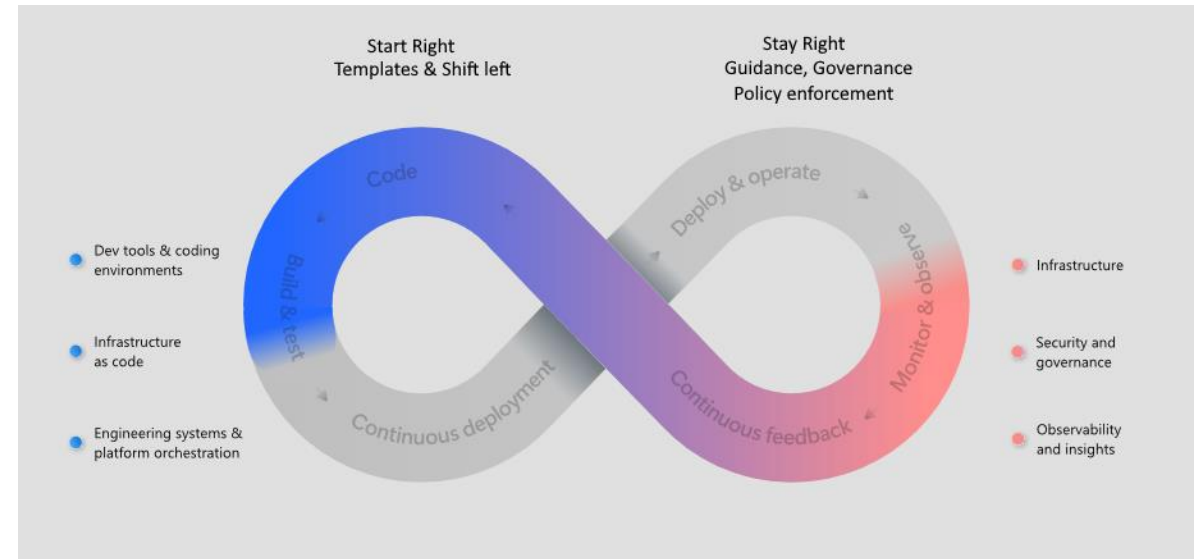 Start Right
Templates & Shift left
Stay Right
Guidance, Governance
Policy enforcement
Code
Build & test
Continuous deployment
Deploy & operate
Monitor & observe
Continuous feedback
Dev tools & coding
environments
Infrastructure
as code
Engineering systems &
platform orchestration
Infrastructure
Security and
governance
Observability
and insights